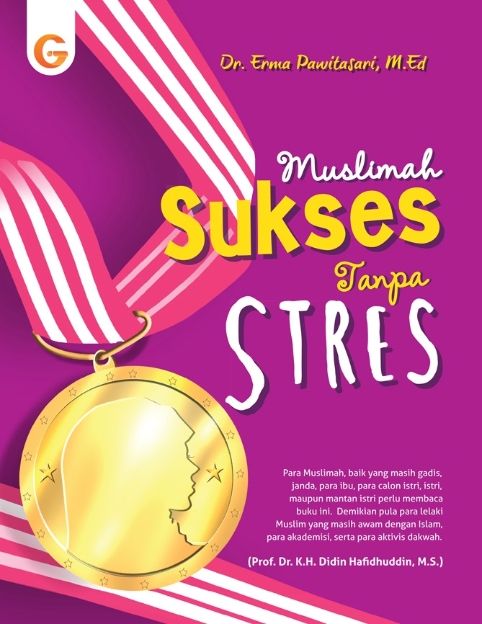 G
Dr. Erma Pawitasari, M.Ed
Muslimah
Sukses
Tanpa
STRES
Para Muslimah, baik yang masih gadis,
janda, para ibu, para calon istri, istri,
maupun mantan istri perlu membaca
buku ini. Demikian pula para lelaki
Muslim yang masih awam dengan Islam,
para akademisi, serta para aktivis dakwah.
(Prof. Dr. K.H. Didin Hafidhuddin, M.S.)